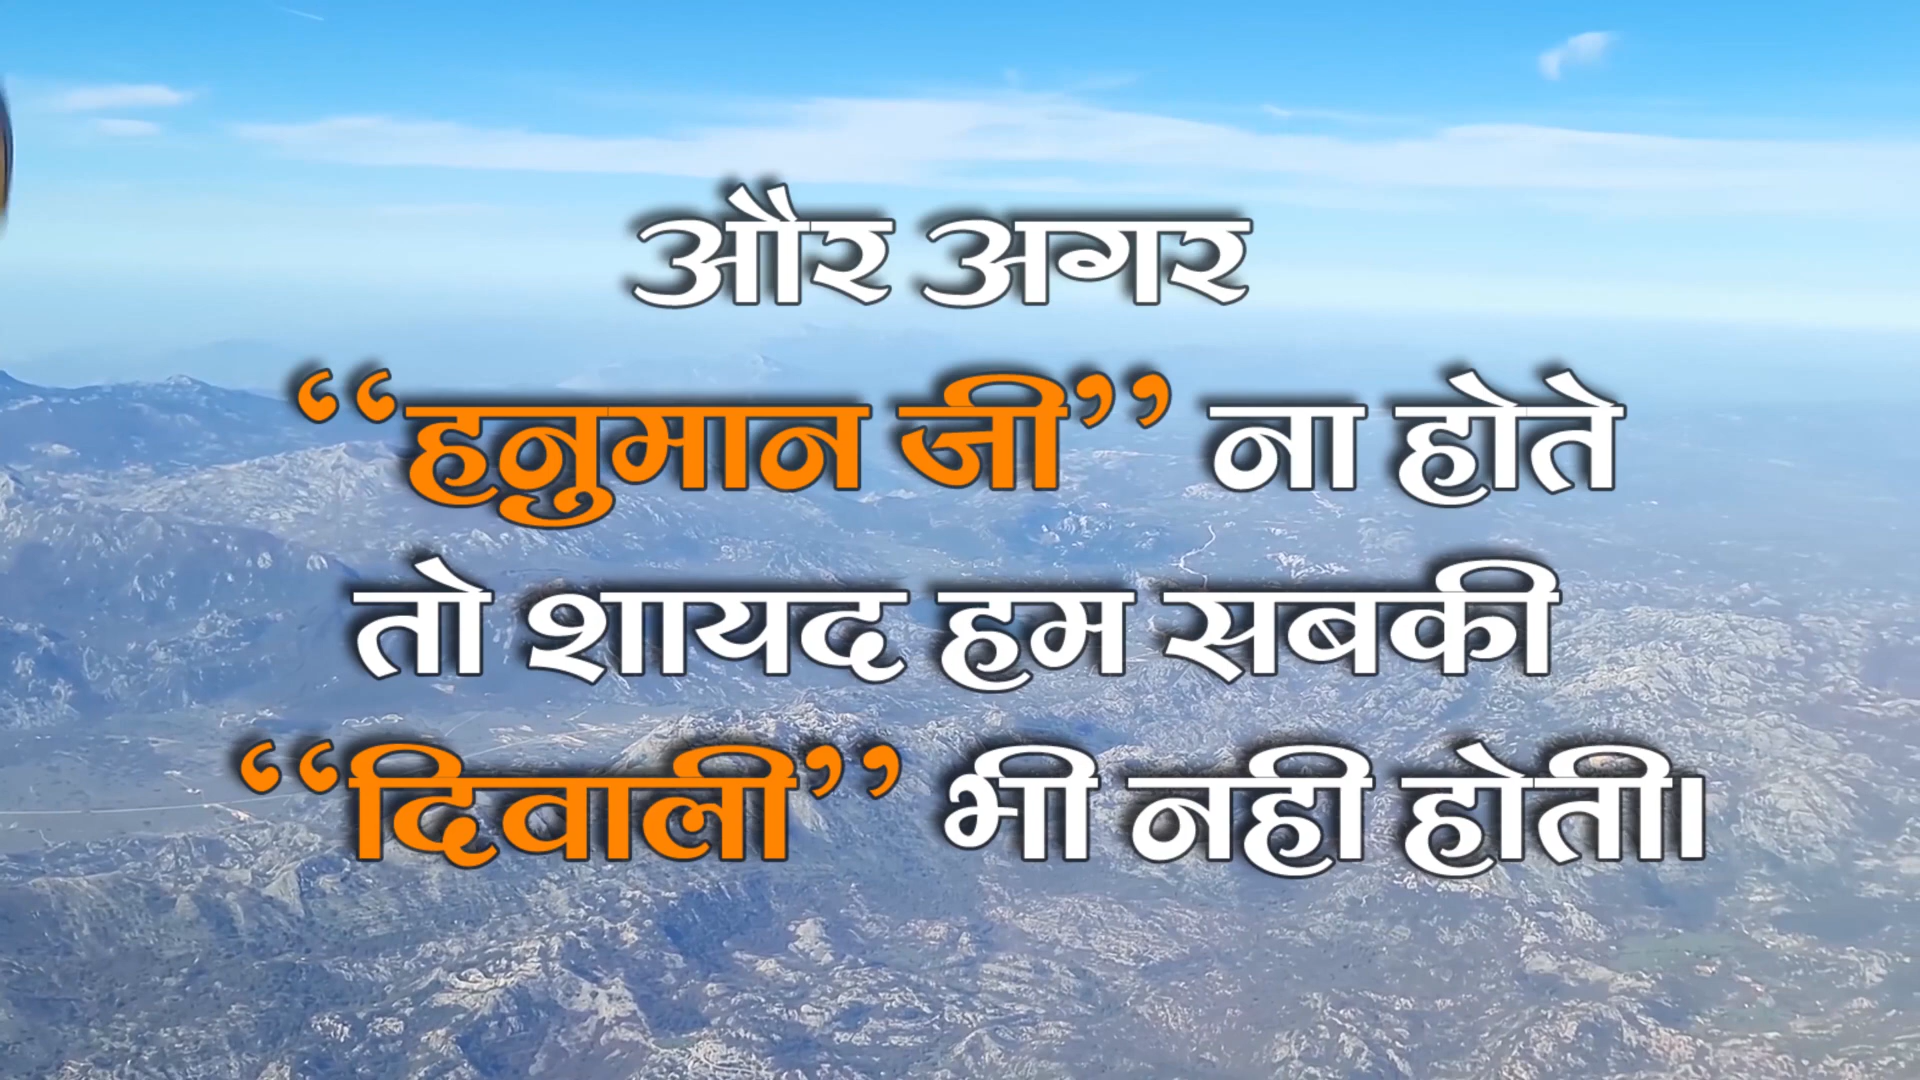 और अगर
“हनुमान जी” ना होते
तो शायद हम सबकी
“दिवाली” भी नही होती।